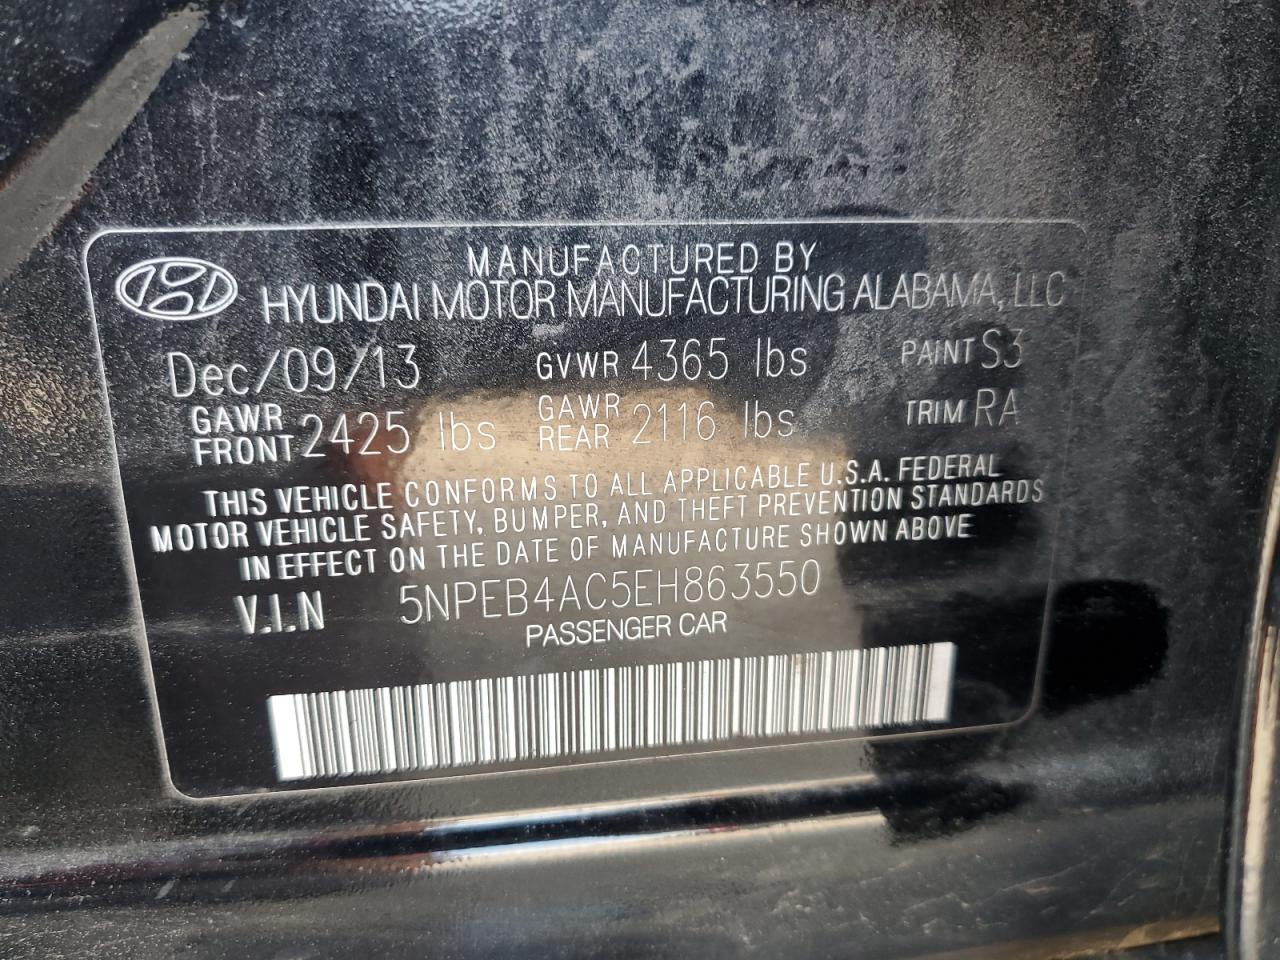 MANUFACTURED BY
HYUNDAI MOTOR MANUFACTURING ALABAMA, LLC
Dec/09/13 GVWR 4365 lbs PAINT S3
GAWR FRONT 2425 lbs GAWR REAR 2116 lbs TRIM RA
THIS VEHICLE CONFORMS TO ALL APPLICABLE U.S.A. FEDERAL
MOTOR VEHICLE SAFETY, BUMPER, AND THEFT PREVENTION STANDARDS
IN EFFECT ON THE DATE OF MANUFACTURE SHOWN ABOVE
V.I.N 5NPEB4AC5EH863550
PASSENGER CAR